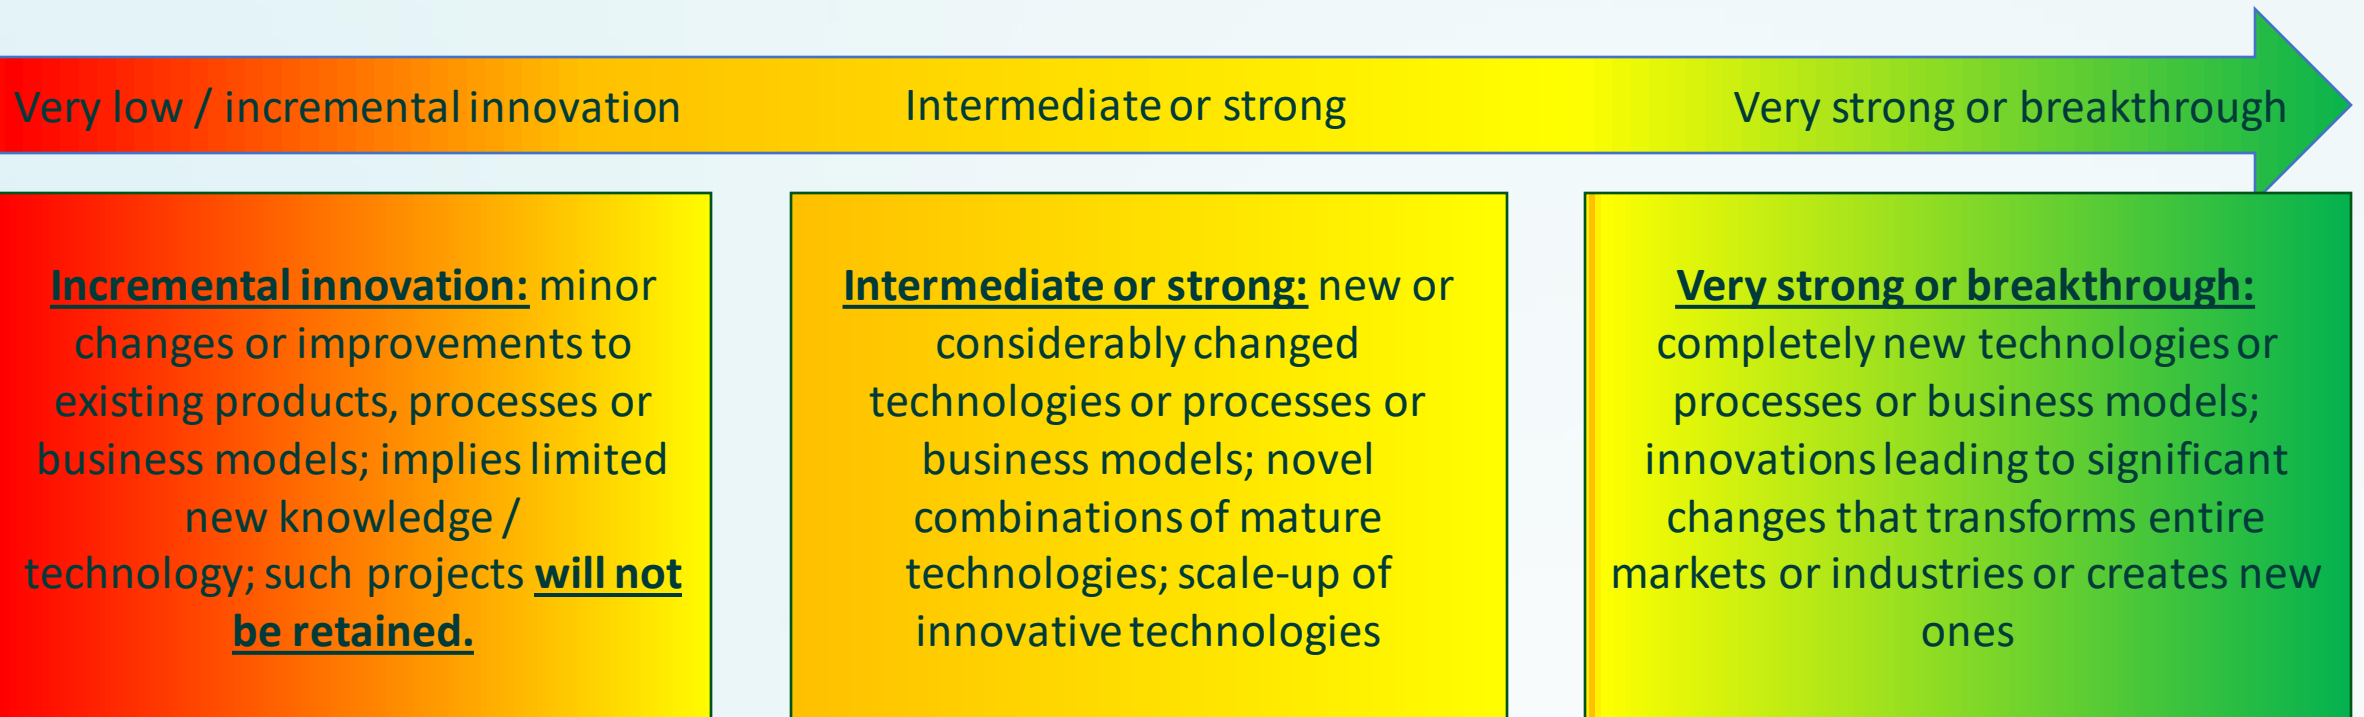 Very low / incremental innovation
Intermediate or strong
Very strong or breakthrough
Incremental innovation: minor
changes or improvements to
existing products, processes or
business models; implies limited
new knowledge /
technology; such projects will not
be retained.
Intermediate or strong: new or
considerably changed
technologies or processes or
business models; novel
combinations of mature
technologies; scale-up of
innovative technologies
Very strong or breakthrough:
completely new technologies or
processes or business models;
innovations leading to significant
changes that transforms entire
markets or industries or creates new
ones